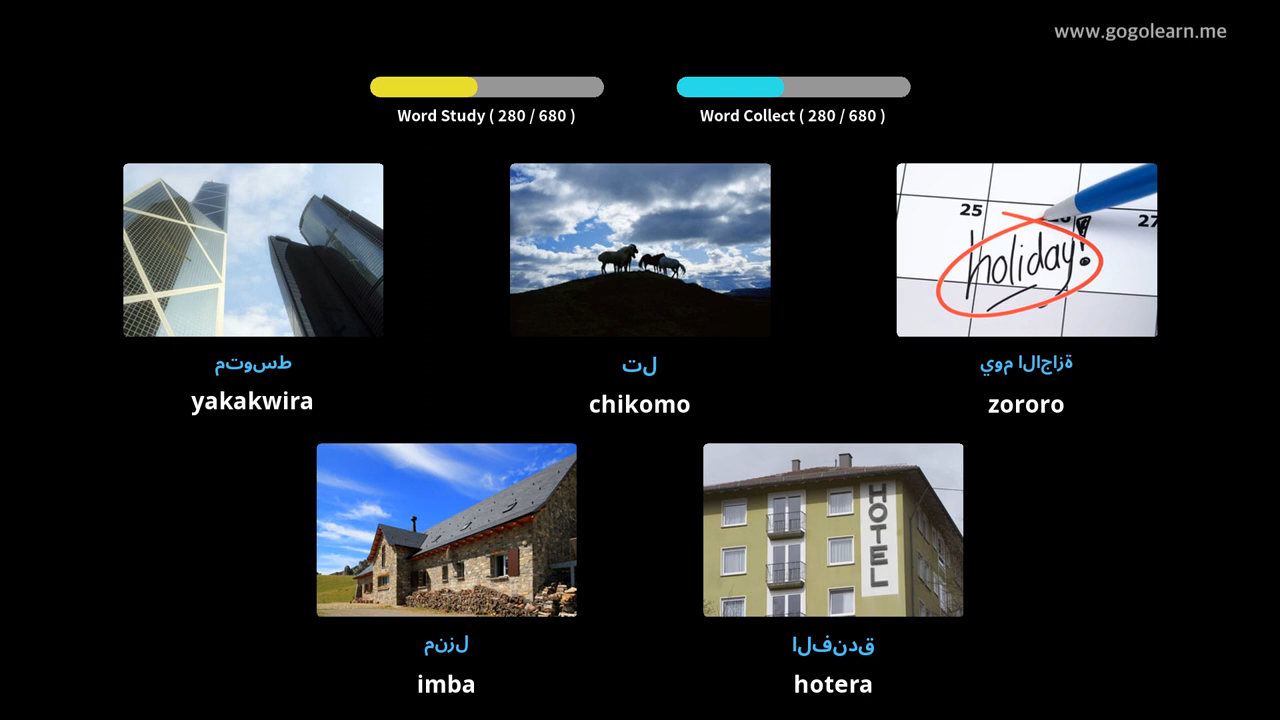 www.gogolearn.me
Word Study ( 280 / 680 )
Word Collect ( 280 / 680 )
25
27
holiday!
متوسط
تل
يوم الاجازة
yakakwira
chikomo
zororo
HOTEL
منزل
الفندق
imba
hotera